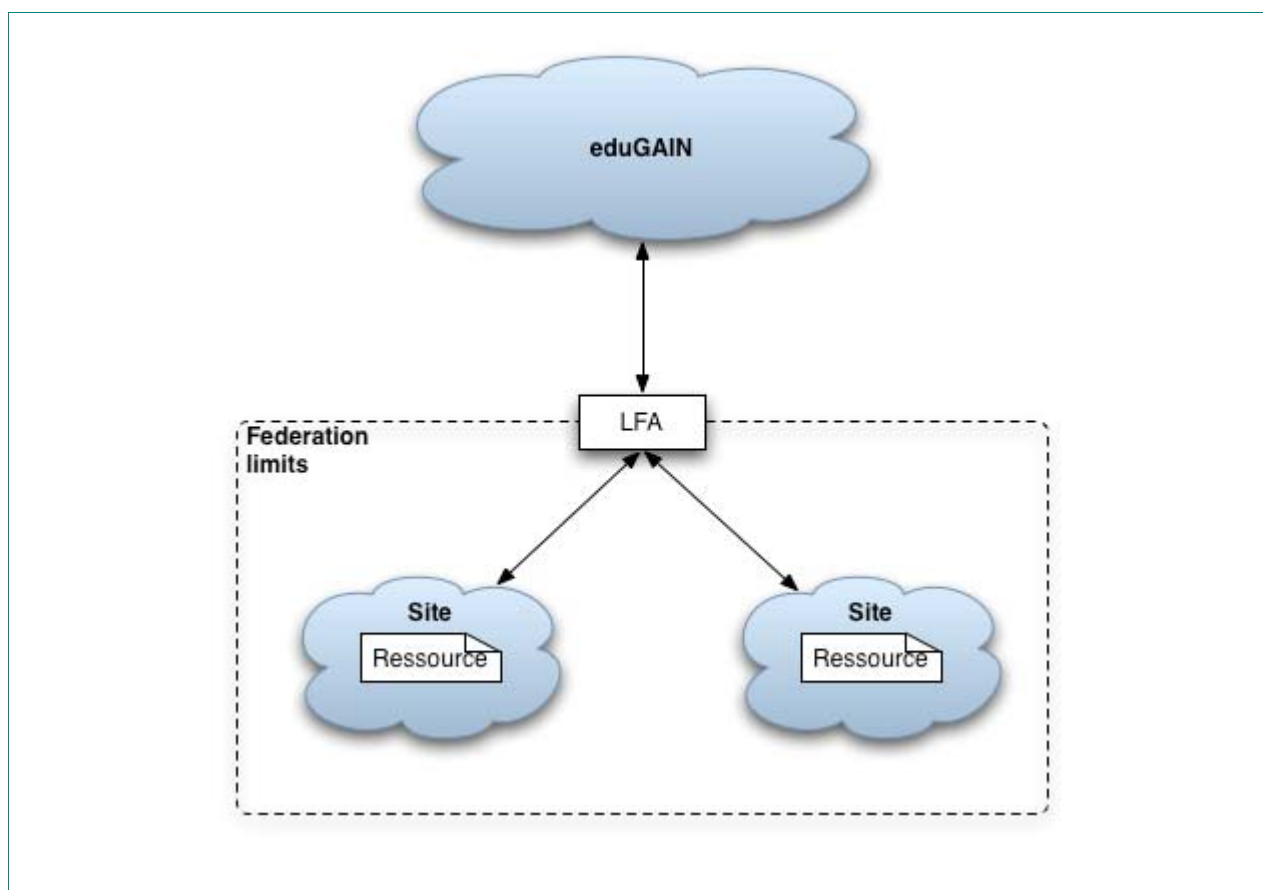 eduGAIN
LFA
Federation
limits
Site
Ressource
Site
Ressource